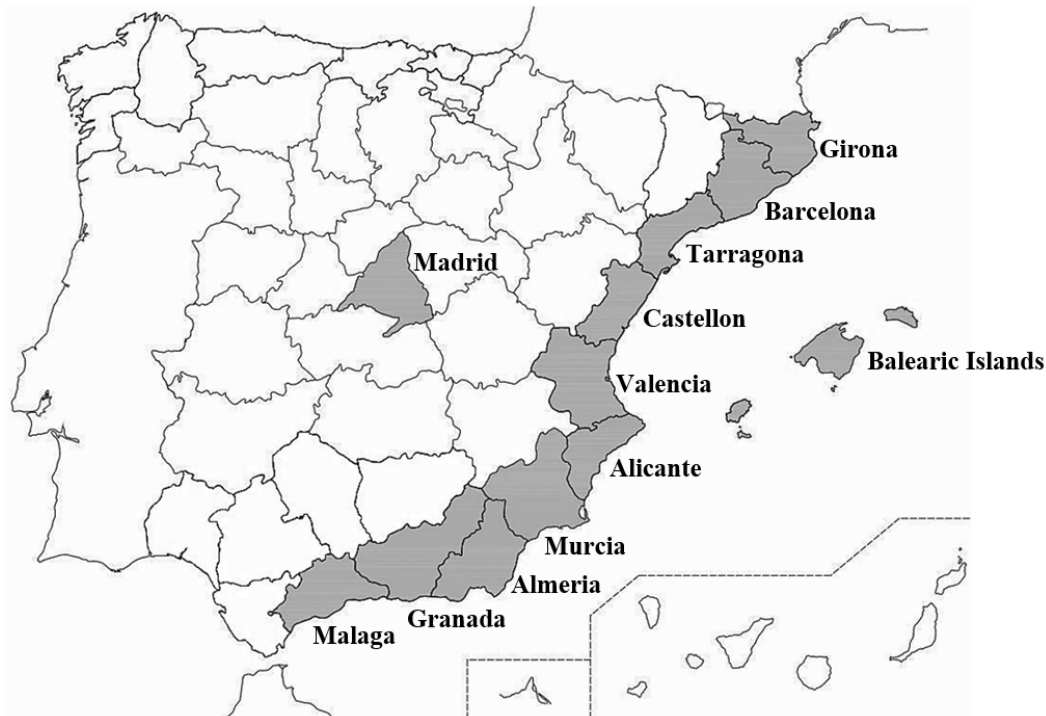 Girona
Barcelona
Tarragona
Madrid
Castellon
Balearic Islands
Valencia
Alicante
Murcia
Almeria
Granada
Malaga